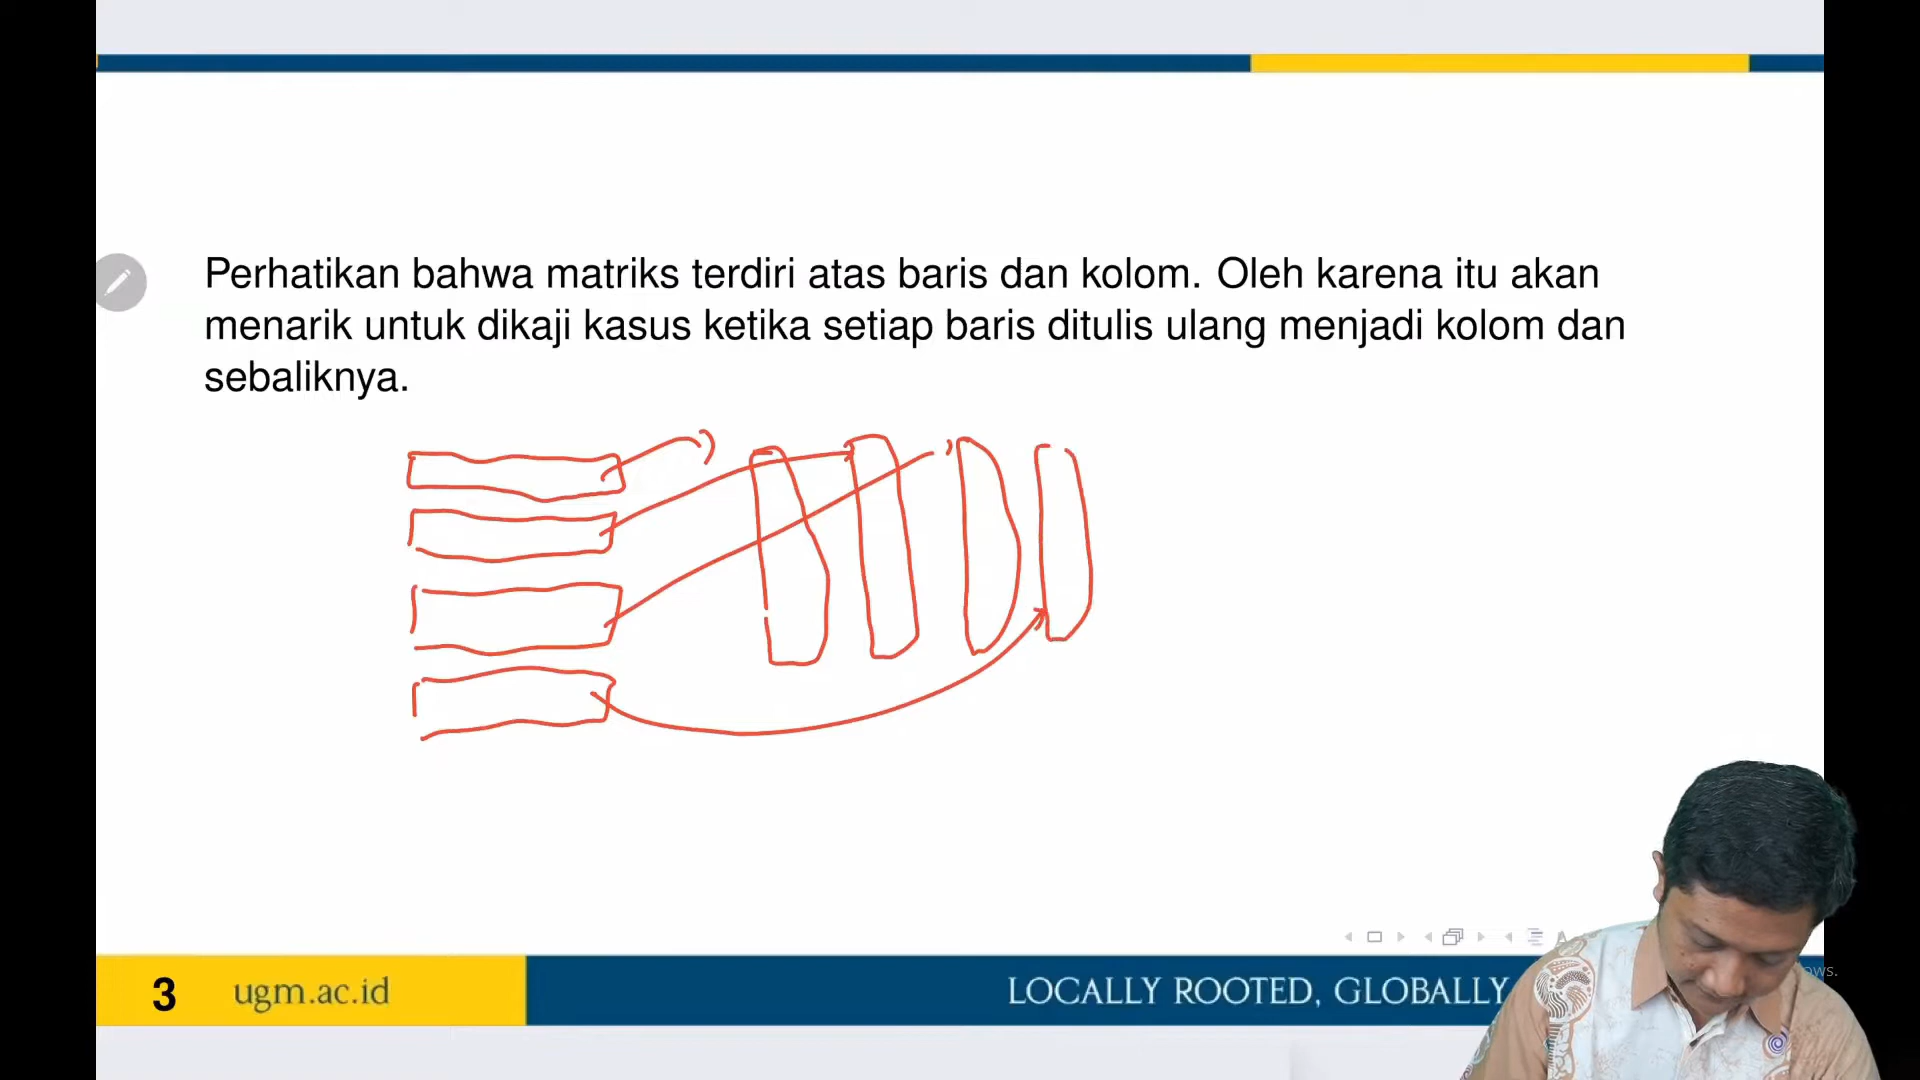 Perhatikan bahwa matriks terdiri atas baris dan kolom. Oleh karena itu akan
menarik untuk dikaji kasus ketika setiap baris ditulis ulang menjadi kolom dan
sebaliknya.
3 ugm.ac.id LOCALLY ROOTED, GLOBALLY